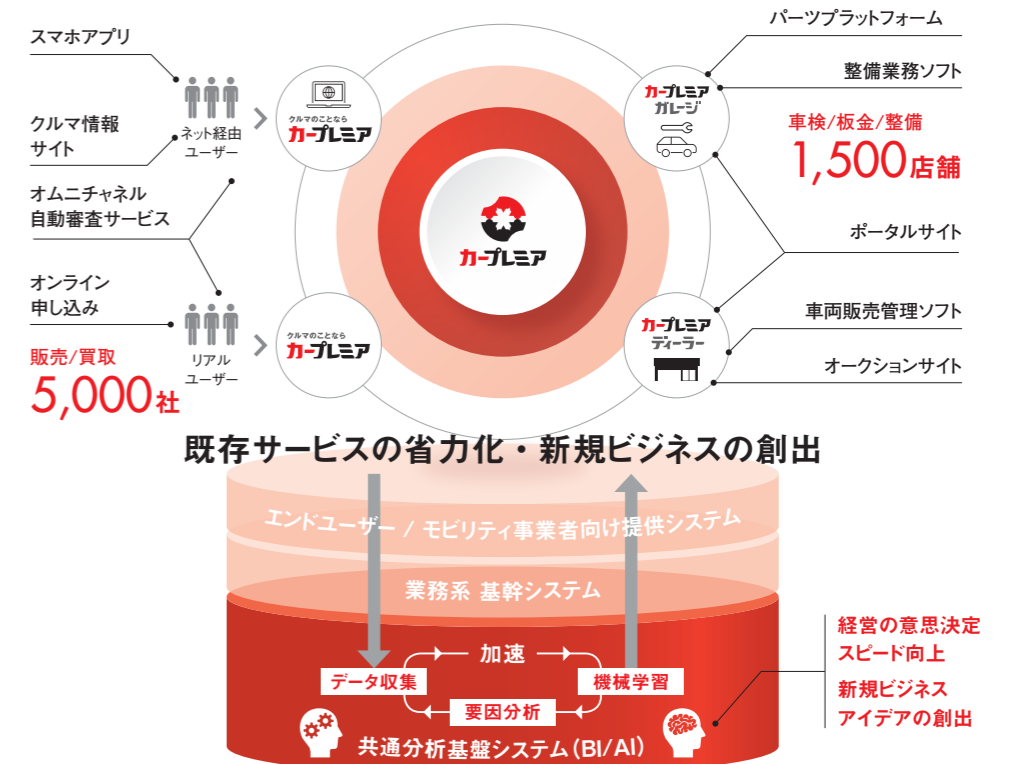 スマホアプリ
クルマ情報
サイト
オムニチャネル
自動審査サービス
オンライン
申し込み
販売/買取
5,000社
ネット経由
ユーザー
リアル
ユーザー
クルマのことなら
カープレミア
クルマのことなら
カープレミア
カープレミア
カープレミア
ガレージ
カープレミア
ディーラー
パーツプラットフォーム
整備業務ソフト
車検/板金/整備
1,500店舗
ポータルサイト
車両販売管理ソフト
オークションサイト
既存サービスの省力化・新規ビジネスの創出
エンドユーザー / モビリティ事業者向け提供システム
業務系 基幹システム
加速
データ収集
機械学習
要因分析
共通分析基盤システム(BI/AI)
経営の意思決定
スピード向上
新規ビジネス
アイデアの創出